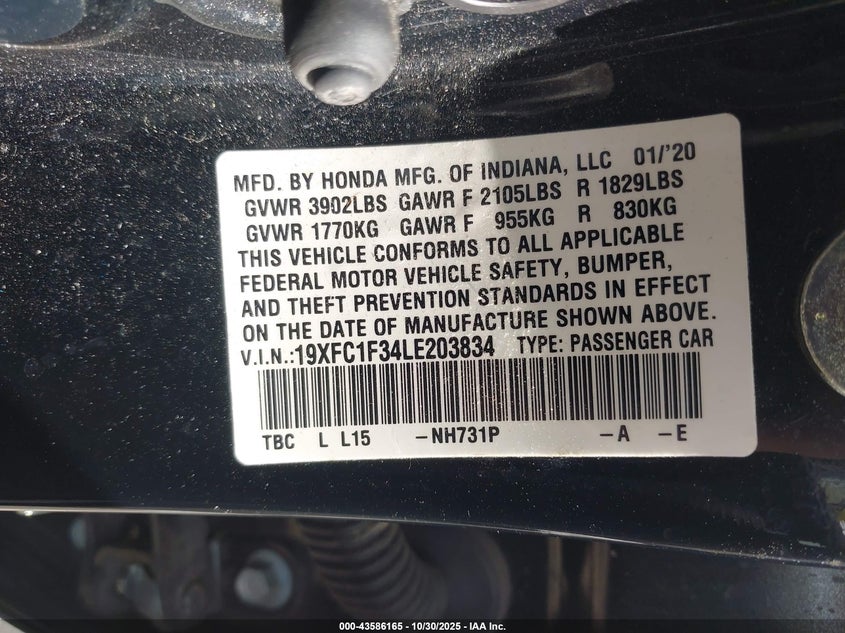 MFD. BY HONDA MFG. OF INDIANA, LLC 01/'20
GVWR 3902LBS GAWR F 2105LBS R 1829LBS
GVWR 1770KG GAWR F 955KG R 830KG
THIS VEHICLE CONFORMS TO ALL APPLICABLE
FEDERAL MOTOR VEHICLE SAFETY, BUMPER,
AND THEFT PREVENTION STANDARDS IN EFFECT
ON THE DATE OF MANUFACTURE SHOWN ABOVE.
V.I.N.:19XFC1F34LE203834 TYPE: PASSENGER CAR
TBC L L15 -NH731P -A -E
000-43586165 - 10/30/2025 - IAA Inc.